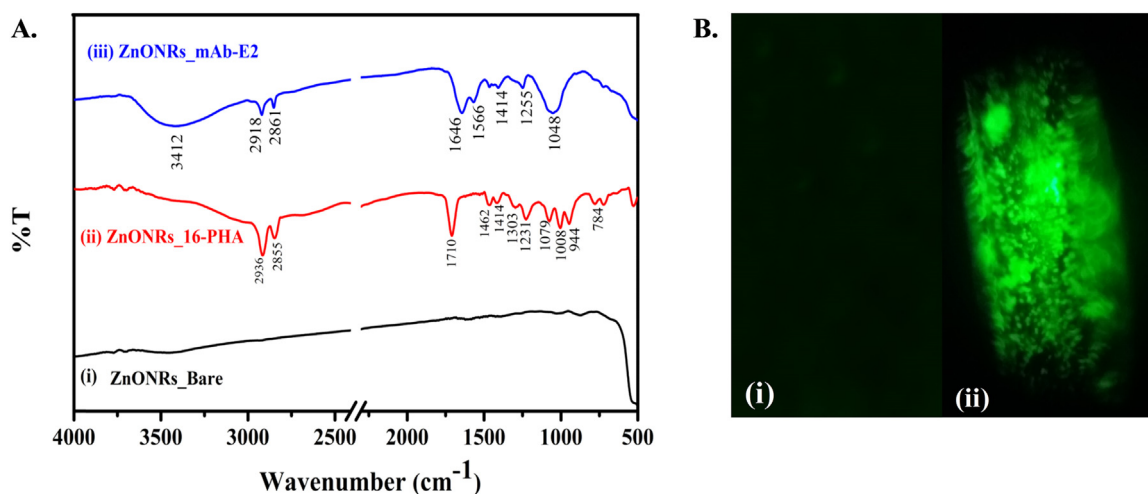 A.
B.
(iii) ZnONRs_mAb-E2
3412
2918
2861
1646
1566
1414
1255
1048
(ii) ZnONRs_16-PHA
2936
2855
1710
1462
1414
1303
1231
1079
1008
944
784
(i) ZnONRs_Bare
%T
4000 3500 3000 2500 2000 1500 1000 500
Wavenumber (cm-1)
(i)
(ii)